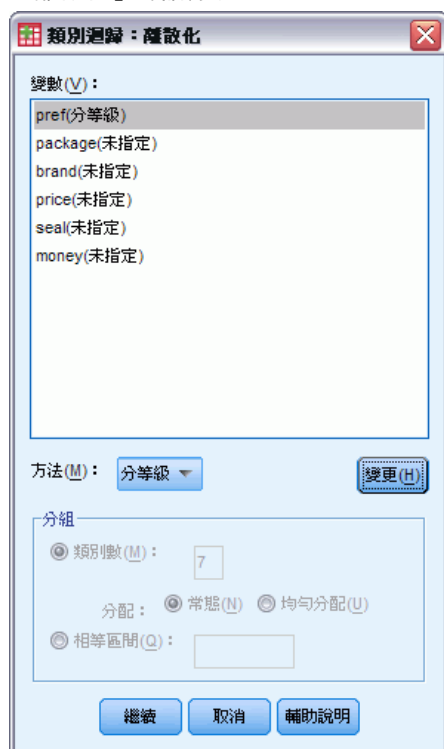 類別迴歸：離散化
變數(V)：
pref(分等級)
package(未指定)
brand(未指定)
price(未指定)
seal(未指定)
money(未指定)
方法(M)： 分等級 變更(H)
分組
類別數(M)： 7
分配： 常態(N) 均勻分配(U)
相等區間(Q)：
繼續 取消 輔助說明